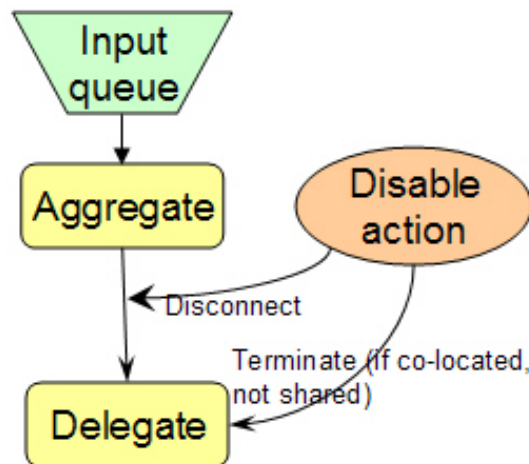 Input
queue
Aggregate
Disable
action
Disconnect
Terminate (if co-located,
not shared)
Delegate